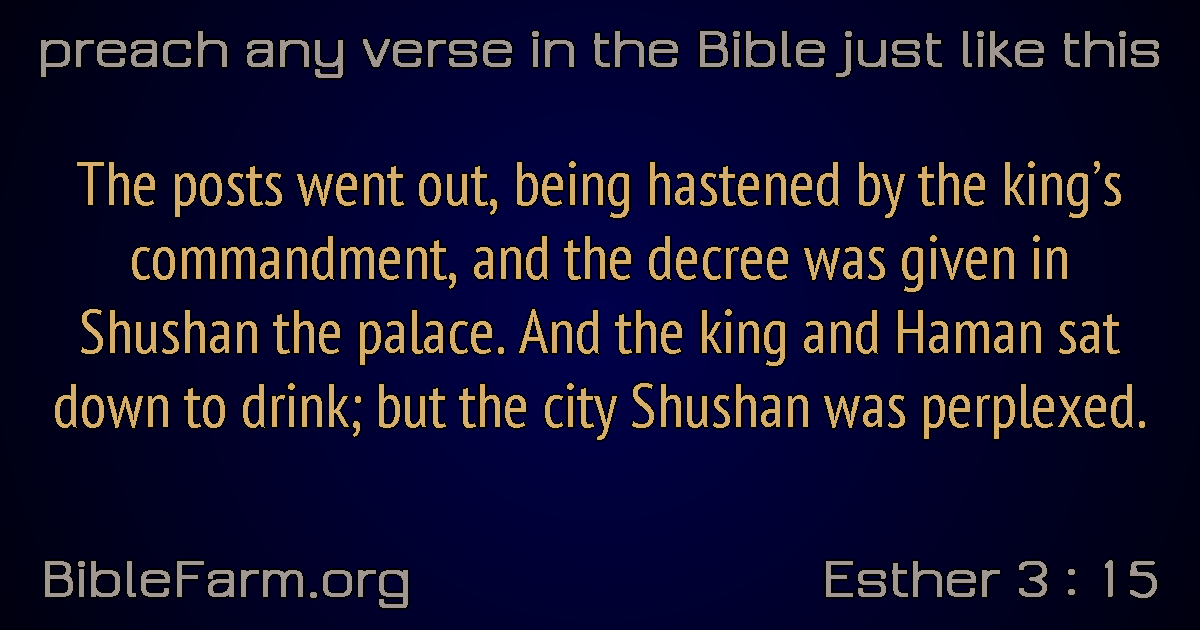 preach any verse in the Bible just like this
The posts went out, being hastened by the king’s
commandment, and the decree was given in
Shushan the palace. And the king and Haman sat
down to drink; but the city Shushan was perplexed.
BibleFarm.org
Esther 3 : 15